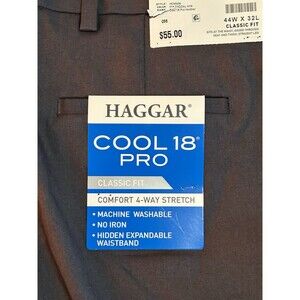 $55.00
44W X 32L
CLASSIC FIT
HAGGAR®
COOL 18®
PRO
CLASSIC FIT
COMFORT 4-WAY STRETCH
• MACHINE WASHABLE
• NO IRON
• HIDDEN EXPANDABLE
WAISTBAND